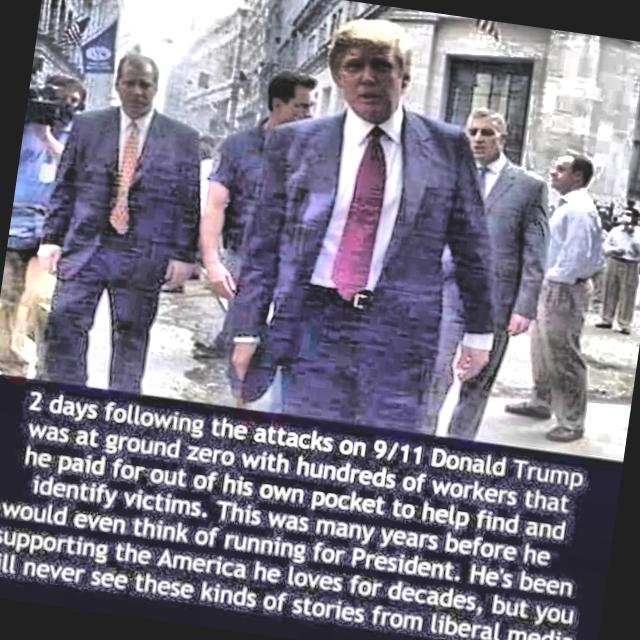 2 days following the attacks on 9/11 Donald Trump
was at ground zero with hundreds of workers that
he paid for out of his own pocket to help find and
identify victims. This was many years before he
would even think of running for President. He's been
supporting the America he loves for decades, but you
never see these kinds of stories from liberal